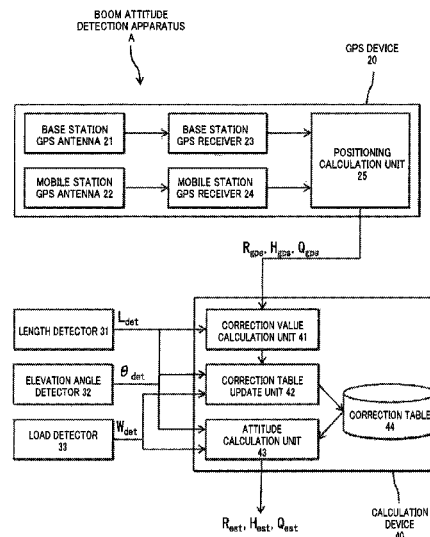 BOOM ATTITUDE
DETECTION APPARATUS
A
GPS DEVICE
20
BASE STATION
GPS ANTENNA 21
BASE STATION
GPS RECEIVER 23
POSITIONING
CALCULATION UNIT
25
MOBILE STATION
GPS ANTENNA 22
MOBILE STATION
GPS RECEIVER 24
Rgps, Hgps, Qgps
LENGTH DETECTOR 31
Ldet
CORRECTION VALUE
CALCULATION UNIT 41
ELEVATION ANGLE
DETECTOR 32
θdet
CORRECTION TABLE
UPDATE UNIT 42
CORRECTION TABLE
44
LOAD DETECTOR
33
Wdet
ATTITUDE
CALCULATION UNIT
43
Rest, Hest, Qest
CALCULATION
DEVICE
40